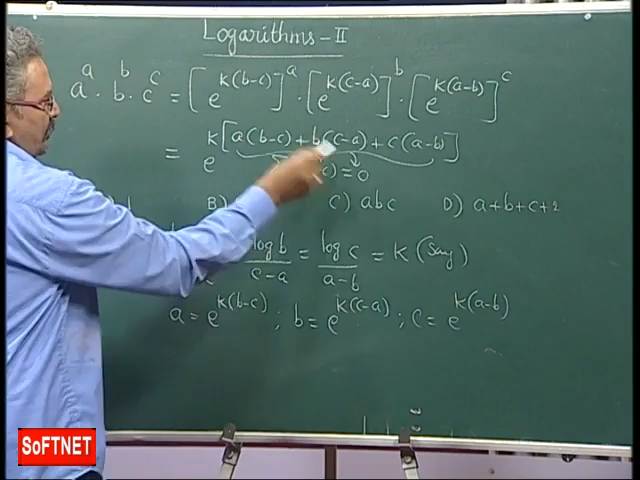 Logarithms-II
a^a . b^b . c^c = [e^K(b-c)]^a . [e^K(c-a)]^b . [e^K(a-b)]^c
= e^K[a(b-c)+b(c-a)+c(a-b)]
c) = 0
B) C) abc D) a+b+c+2
log b / c-a = log c / a-b = K (Say)
a = e^K(b-c) ; b = e^K(c-a) ; c = e^K(a-b)
SoFTNET